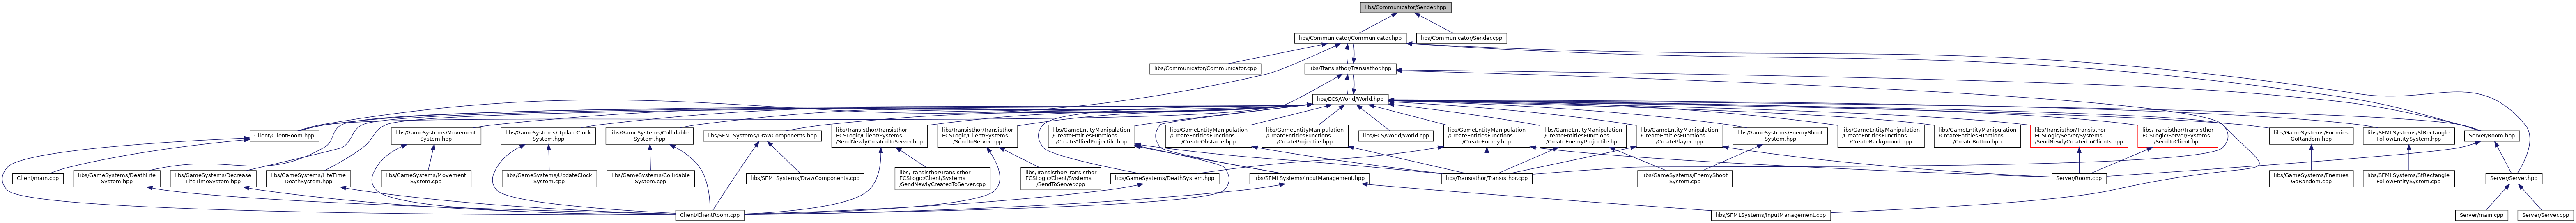 libs/Communicator/Sender.hpp
libs/Communicator/Communicator.hpp
libs/Communicator/Sender.cpp
libs/Communicator/Communicator.cpp
libs/Transisthor/Transisthor.hpp
libs/ECS/World/World.hpp
Client/ClientRoom.hpp
libs/GameSystems/Movement
System.hpp
libs/GameSystems/UpdateClock
System.hpp
libs/GameSystems/Collidable
System.hpp
libs/SFMLSystems/DrawComponents.hpp
libs/Transisthor/Transisthor
ECSLogic/Client/Systems
/SendNewlyCreatedToServer.hpp
libs/Transisthor/Transisthor
ECSLogic/Client/Systems
/SendToServer.hpp
libs/GameEntityManipulation
/CreateEntitiesFunctions
/CreateAlliedProjectile.hpp
libs/GameEntityManipulation
/CreateEntitiesFunctions
/CreateObstacle.hpp
libs/GameEntityManipulation
/CreateEntitiesFunctions
/CreateProjectile.hpp
libs/ECS/World/World.cpp
libs/GameEntityManipulation
/CreateEntitiesFunctions
/CreateEnemy.hpp
libs/GameEntityManipulation
/CreateEntitiesFunctions
/CreateEnemyProjectile.hpp
libs/GameEntityManipulation
/CreateEntitiesFunctions
/CreatePlayer.hpp
libs/GameSystems/EnemyShoot
System.hpp
libs/GameEntityManipulation
/CreateEntitiesFunctions
/CreateBackground.hpp
libs/GameEntityManipulation
/CreateEntitiesFunctions
/CreateButton.hpp
libs/Transisthor/Transisthor
ECSLogic/Server/Systems
/SendNewlyCreatedToClients.hpp
libs/Transisthor/Transisthor
ECSLogic/Server/Systems
/SendToClient.hpp
libs/GameSystems/Enemies
GoRandom.hpp
libs/SFMLSystems/SfRectangle
FollowEntitySystem.hpp
Server/Room.hpp
Client/main.cpp
libs/GameSystems/DeathLife
System.hpp
libs/GameSystems/Decrease
LifeTimeSystem.hpp
libs/GameSystems/LifeTime
DeathSystem.hpp
libs/GameSystems/Movement
System.cpp
libs/GameSystems/UpdateClock
System.cpp
libs/GameSystems/Collidable
System.cpp
libs/SFMLSystems/DrawComponents.cpp
libs/Transisthor/Transisthor
ECSLogic/Client/Systems
/SendNewlyCreatedToServer.cpp
libs/Transisthor/Transisthor
ECSLogic/Client/Systems
/SendToServer.cpp
libs/GameSystems/DeathSystem.hpp
libs/SFMLSystems/InputManagement.hpp
libs/Transisthor/Transisthor.cpp
libs/GameSystems/EnemyShoot
System.cpp
Server/Room.cpp
libs/GameSystems/Enemies
GoRandom.cpp
libs/SFMLSystems/SfRectangle
FollowEntitySystem.cpp
Server/Server.hpp
Client/ClientRoom.cpp
libs/SFMLSystems/InputManagement.cpp
Server/main.cpp
Server/Server.cpp